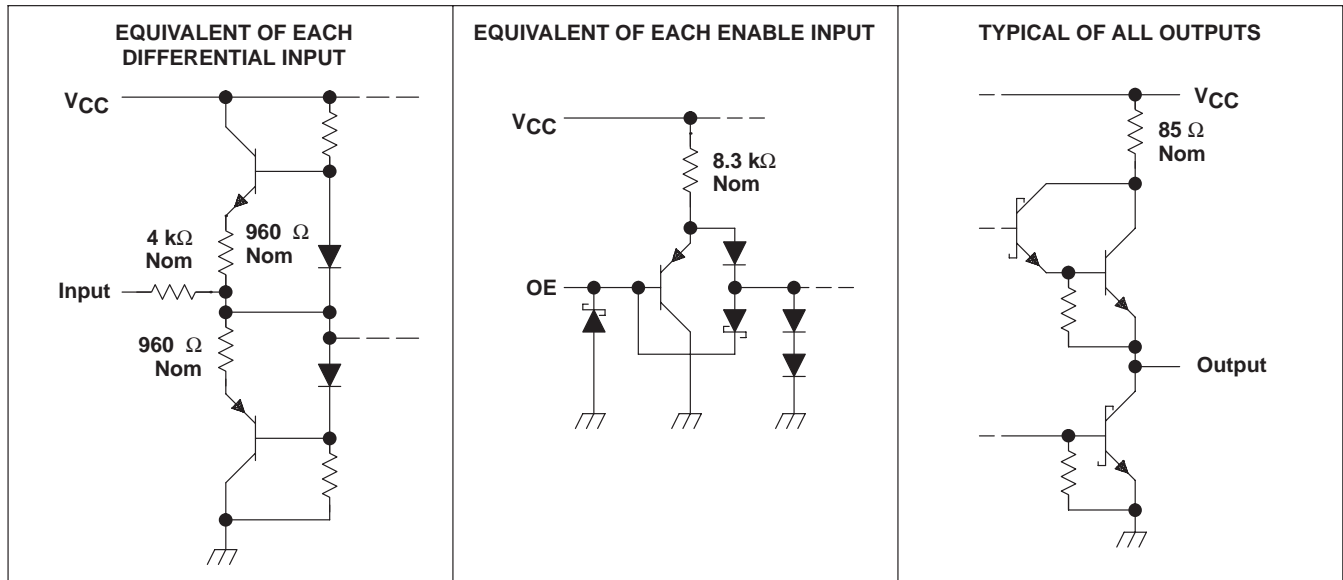 EQUIVALENT OF EACH
DIFFERENTIAL INPUT
VCC
4 kΩ
Nom
960 Ω
Nom
Input
960 Ω
Nom
EQUIVALENT OF EACH ENABLE INPUT
VCC
8.3 kΩ
Nom
OE
TYPICAL OF ALL OUTPUTS
VCC
85 Ω
Nom
Output